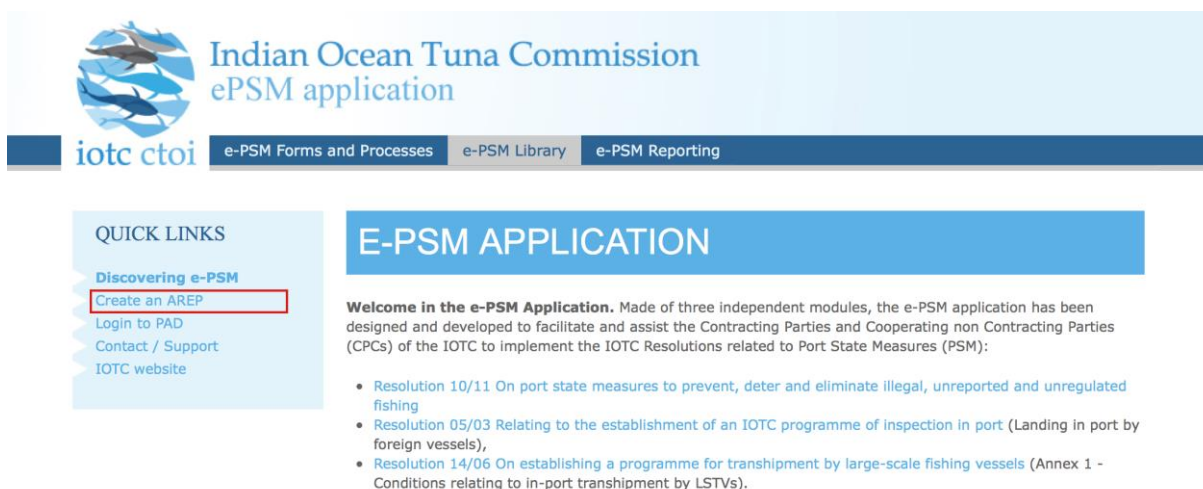 Indian Ocean Tuna Commission
ePSM application
iotc ctoi
e-PSM Forms and Processes e-PSM Library e-PSM Reporting
QUICK LINKS
Discovering e-PSM
Create an AREP
Login to PAD
Contact / Support
IOTC website
E-PSM APPLICATION
Welcome in the e-PSM Application. Made of three independent modules, the e-PSM application has been
designed and developed to facilitate and assist the Contracting Parties and Cooperating non Contracting Parties
(CPCs) of the IOTC to implement the IOTC Resolutions related to Port State Measures (PSM):
• Resolution 10/11 On port state measures to prevent, deter and eliminate illegal, unreported and unregulated
fishing
• Resolution 05/03 Relating to the establishment of an IOTC programme of inspection in port (Landing in port by
foreign vessels),
• Resolution 14/06 On establishing a programme for transhipment by large-scale fishing vessels (Annex 1 -
Conditions relating to in-port transhipment by LSTVs).